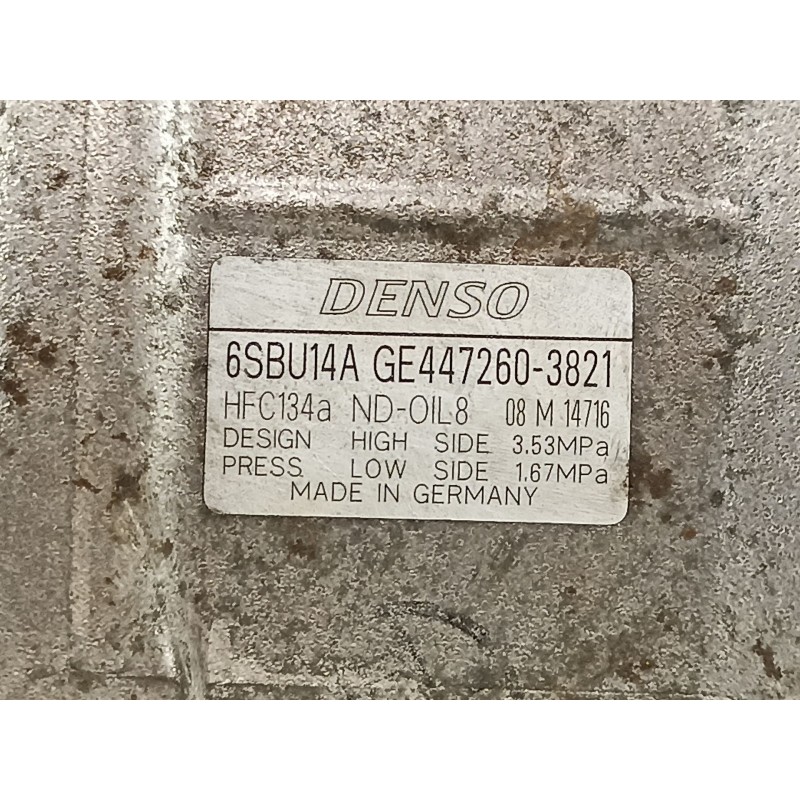 DENSO
6SBU14A GE447260-3821
HFC134a ND-OIL8 08 M 14716
DESIGN HIGH SIDE 3.53MPa
PRESS LOW SIDE 1.67MPa
MADE IN GERMANY